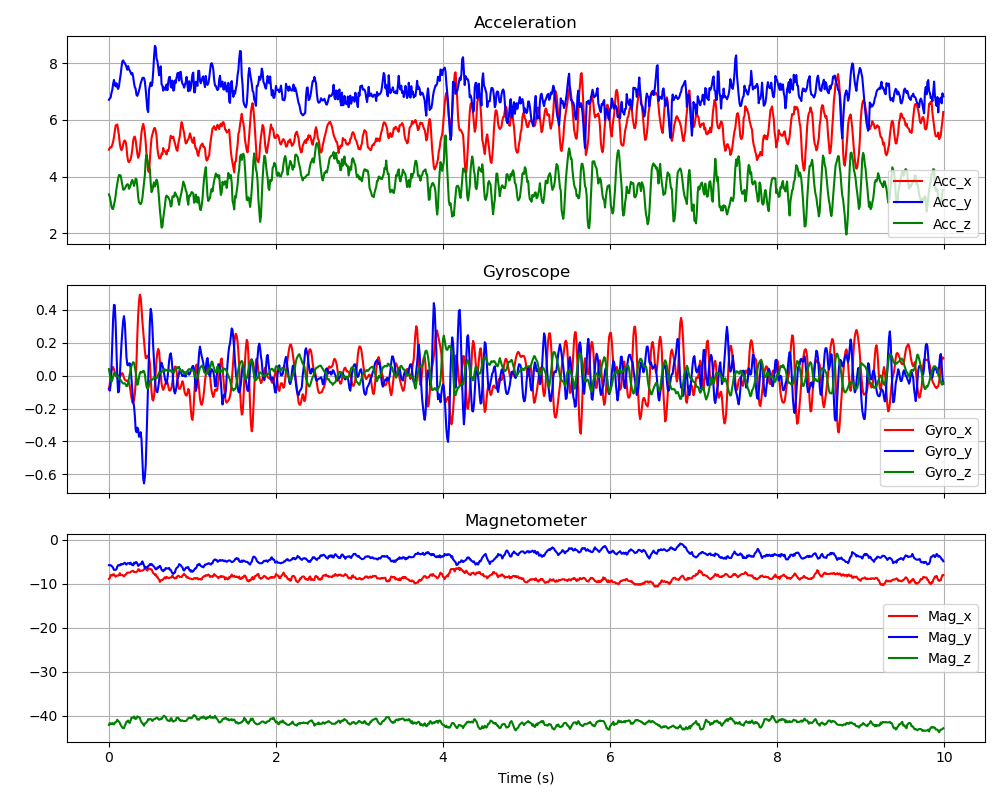 Acceleration
8
6
4
2
Acc_x
Acc_y
Acc_z
Gyroscope
0.4
0.2
0.0
−0.2
−0.4
−0.6
Gyro_x
Gyro_y
Gyro_z
Magnetometer
0
−10
−20
−30
−40
Mag_x
Mag_y
Mag_z
0 2 4 6 8 10
Time (s)